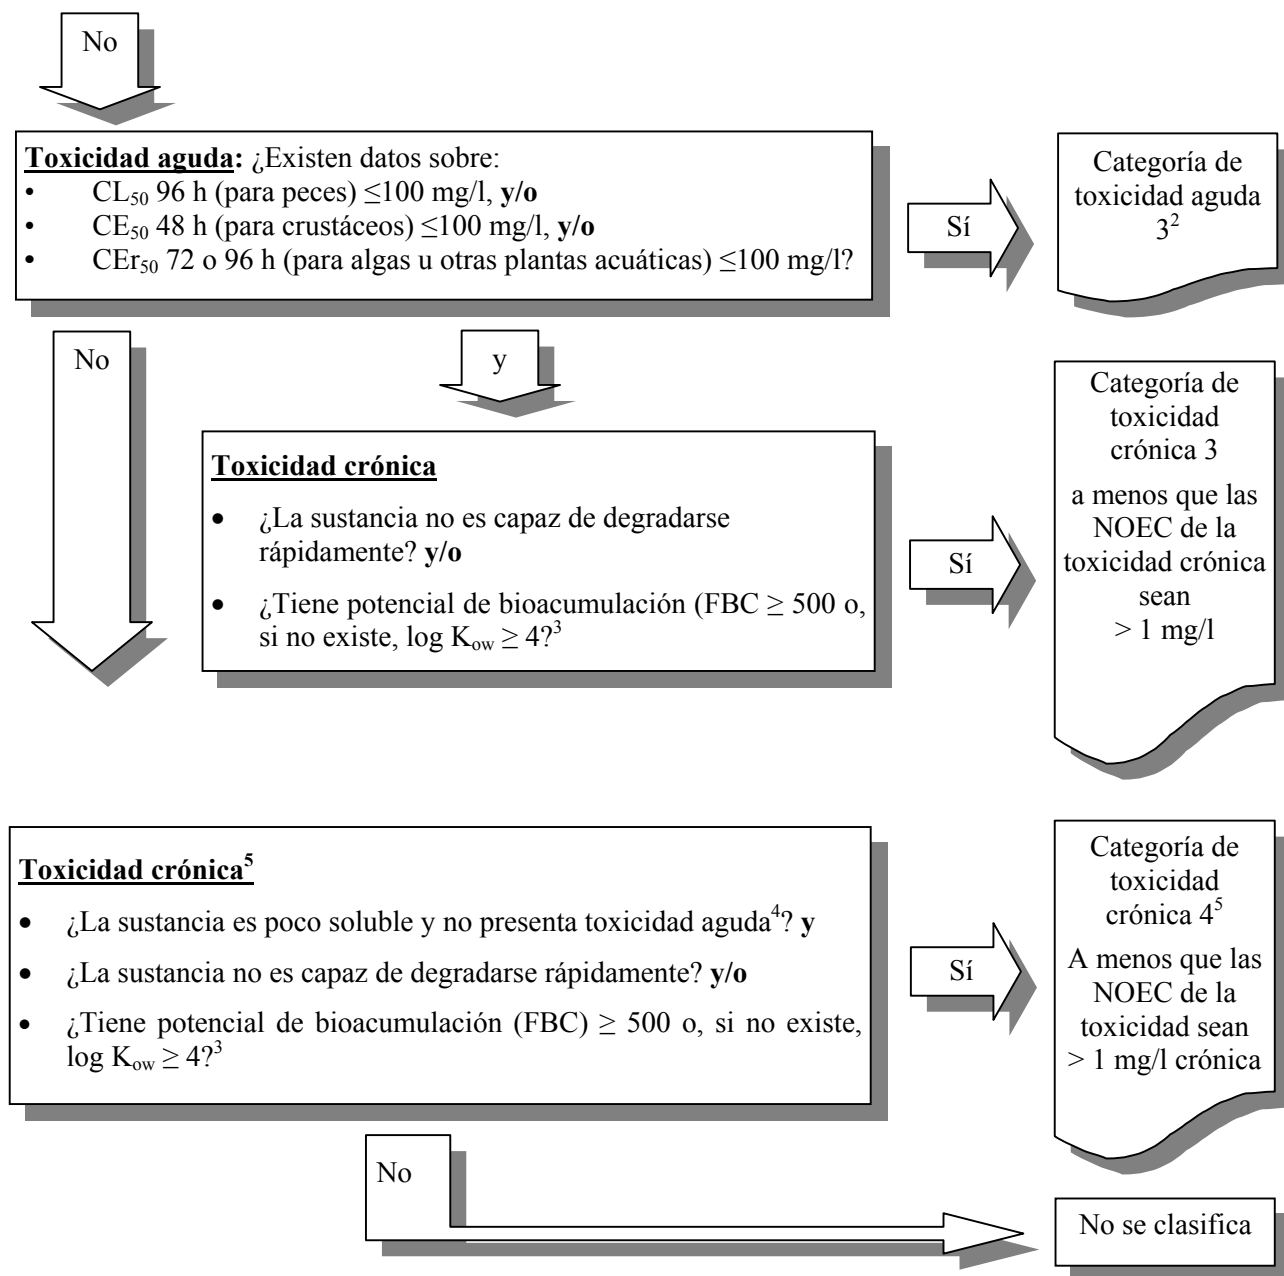 No
Toxicidad aguda: ¿Existen datos sobre:
• CL50 96 h (para peces) ≤100 mg/l, y/o
• CE50 48 h (para crustáceos) ≤100 mg/l, y/o
• CEr50 72 o 96 h (para algas u otras plantas acuáticas) ≤100 mg/l?
Sí
Categoría de
toxicidad aguda
3²
No
y
Toxicidad crónica
• ¿La sustancia no es capaz de degradarse
rápidamente? y/o
• ¿Tiene potencial de bioacumulación (FBC ≥ 500 o,
si no existe, log Kow ≥ 4?³
Sí
Categoría de
toxicidad
crónica 3
a menos que las
NOEC de la
toxicidad crónica
sean
> 1 mg/l
Toxicidad crónica⁵
• ¿La sustancia es poco soluble y no presenta toxicidad aguda⁴? y
• ¿La sustancia no es capaz de degradarse rápidamente? y/o
• ¿Tiene potencial de bioacumulación (FBC) ≥ 500 o, si no existe,
log Kow ≥ 4?³
Sí
Categoría de
toxicidad
crónica 4⁵
A menos que las
NOEC de la
toxicidad sean
> 1 mg/l crónica
No
No se clasifica